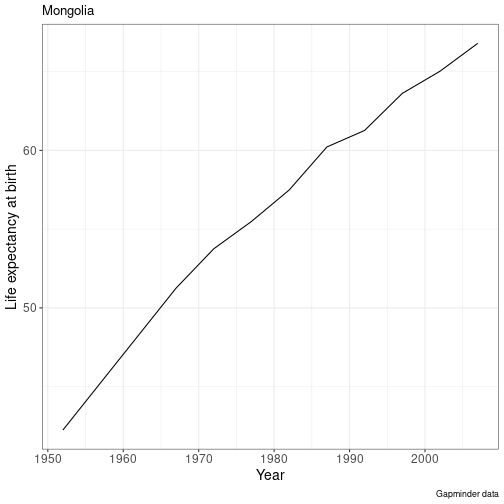 Mongolia
Life expectancy at birth
60
50
1950 1960 1970 1980 1990 2000
Year
Gapminder data